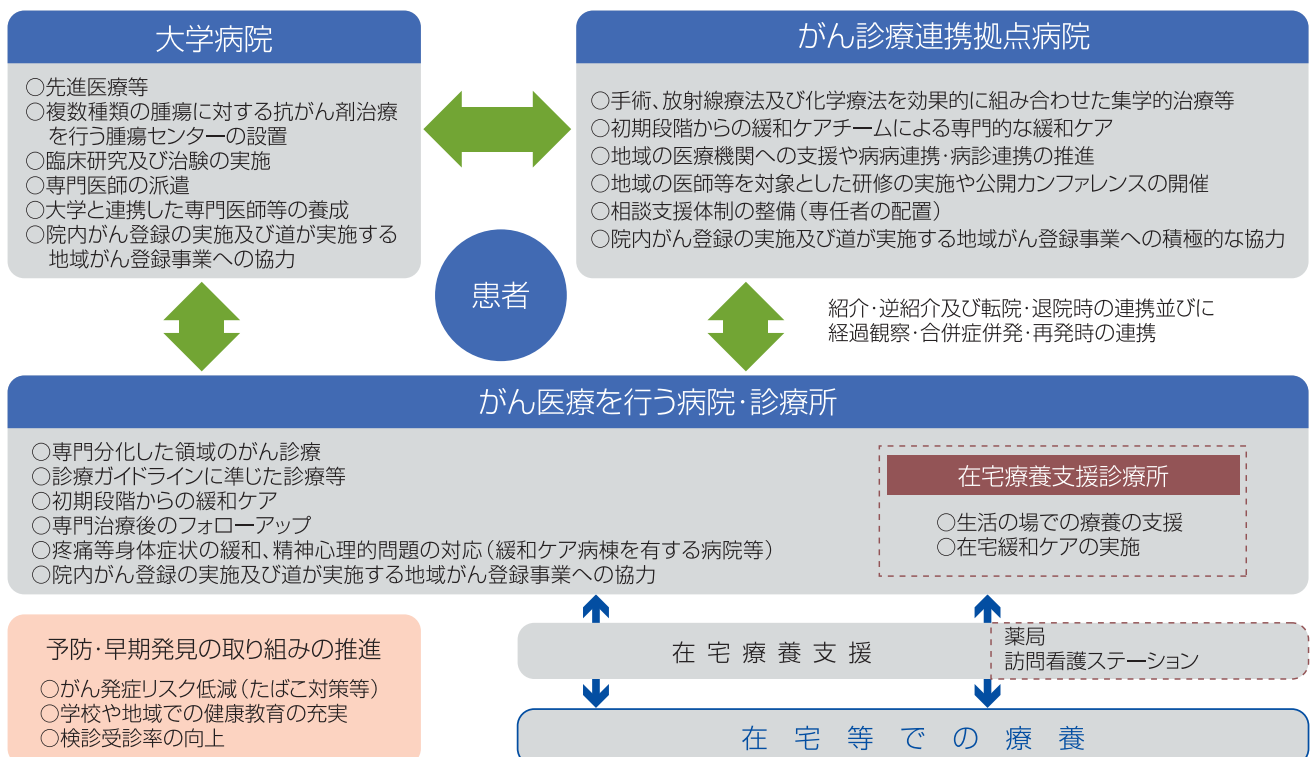 大学病院
○先進医療等
○複数種類の腫瘍に対する抗がん剤治療
を行う腫瘍センターの設置
○臨床研究及び治験の実施
○専門医師の派遣
○大学と連携した専門医師等の養成
○院内がん登録の実施及び道が実施する
地域がん登録事業への協力
がん診療連携拠点病院
○手術、放射線療法及び化学療法を効果的に組み合わせた集学的治療等
○初期段階からの緩和ケアチームによる専門的な緩和ケア
○地域の医療機関への支援や病病連携・病診連携の推進
○地域の医師等を対象とした研修の実施や公開カンファレンスの開催
○相談支援体制の整備(専任者の配置)
○院内がん登録の実施及び道が実施する地域がん登録事業への積極的な協力
患者
紹介・逆紹介及び転院・退院時の連携並びに
経過観察・合併症併発・再発時の連携
がん医療を行う病院・診療所
○専門分化した領域のがん診療
○診療ガイドラインに準じた診療等
○初期段階からの緩和ケア
○専門治療後のフォローアップ
○疼痛等身体症状の緩和、精神心理的問題の対応(緩和ケア病棟を有する病院等)
○院内がん登録の実施及び道が実施する地域がん登録事業への協力
在宅療養支援診療所
○生活の場での療養の支援
○在宅緩和ケアの実施
予防・早期発見の取り組みの推進
○がん発症リスク低減(たばこ対策等)
○学校や地域での健康教育の充実
○検診受診率の向上
在宅療養支援
薬局
訪問看護ステーション
在宅等での療養